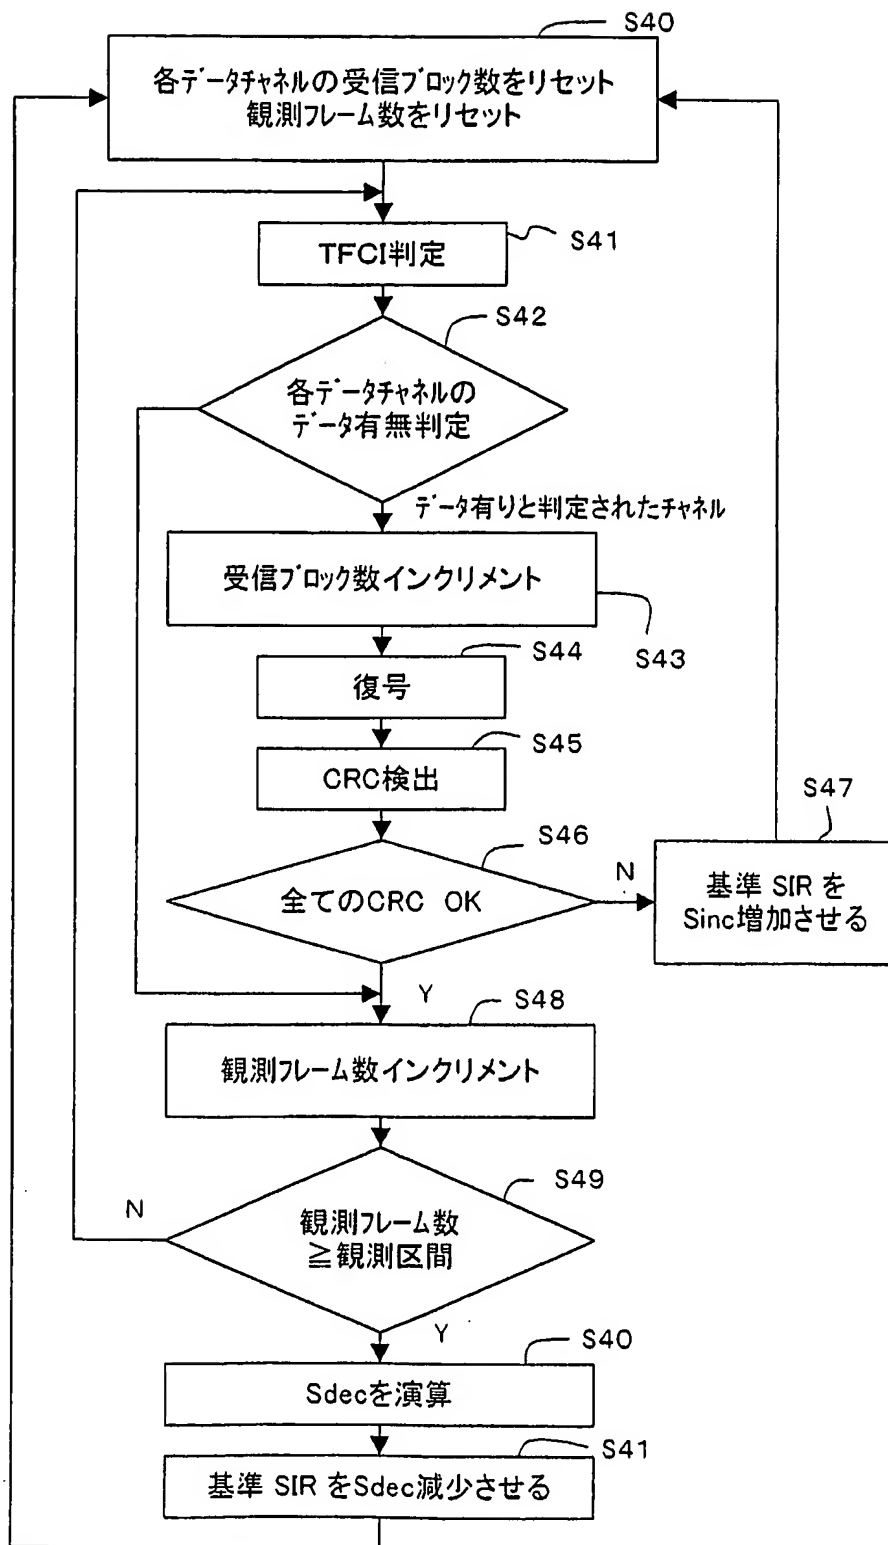 S40
各データチャネルの受信ブロック数をリセット
観測フレーム数をリセット
TFCI判定
S41
S42
各データチャネルの
データ有無判定
データ有りと判定されたチャネル
受信ブロック数インクリメント
S43
S44
復号
S45
CRC検出
S46
全てのCRC OK
N
S47
基準 SIR を
Sinc増加させる
Y
S48
観測フレーム数インクリメント
S49
N
観測フレーム数
≧観測区間
Y
S40
Sdecを演算
S41
基準 SIR をSdec減少させる